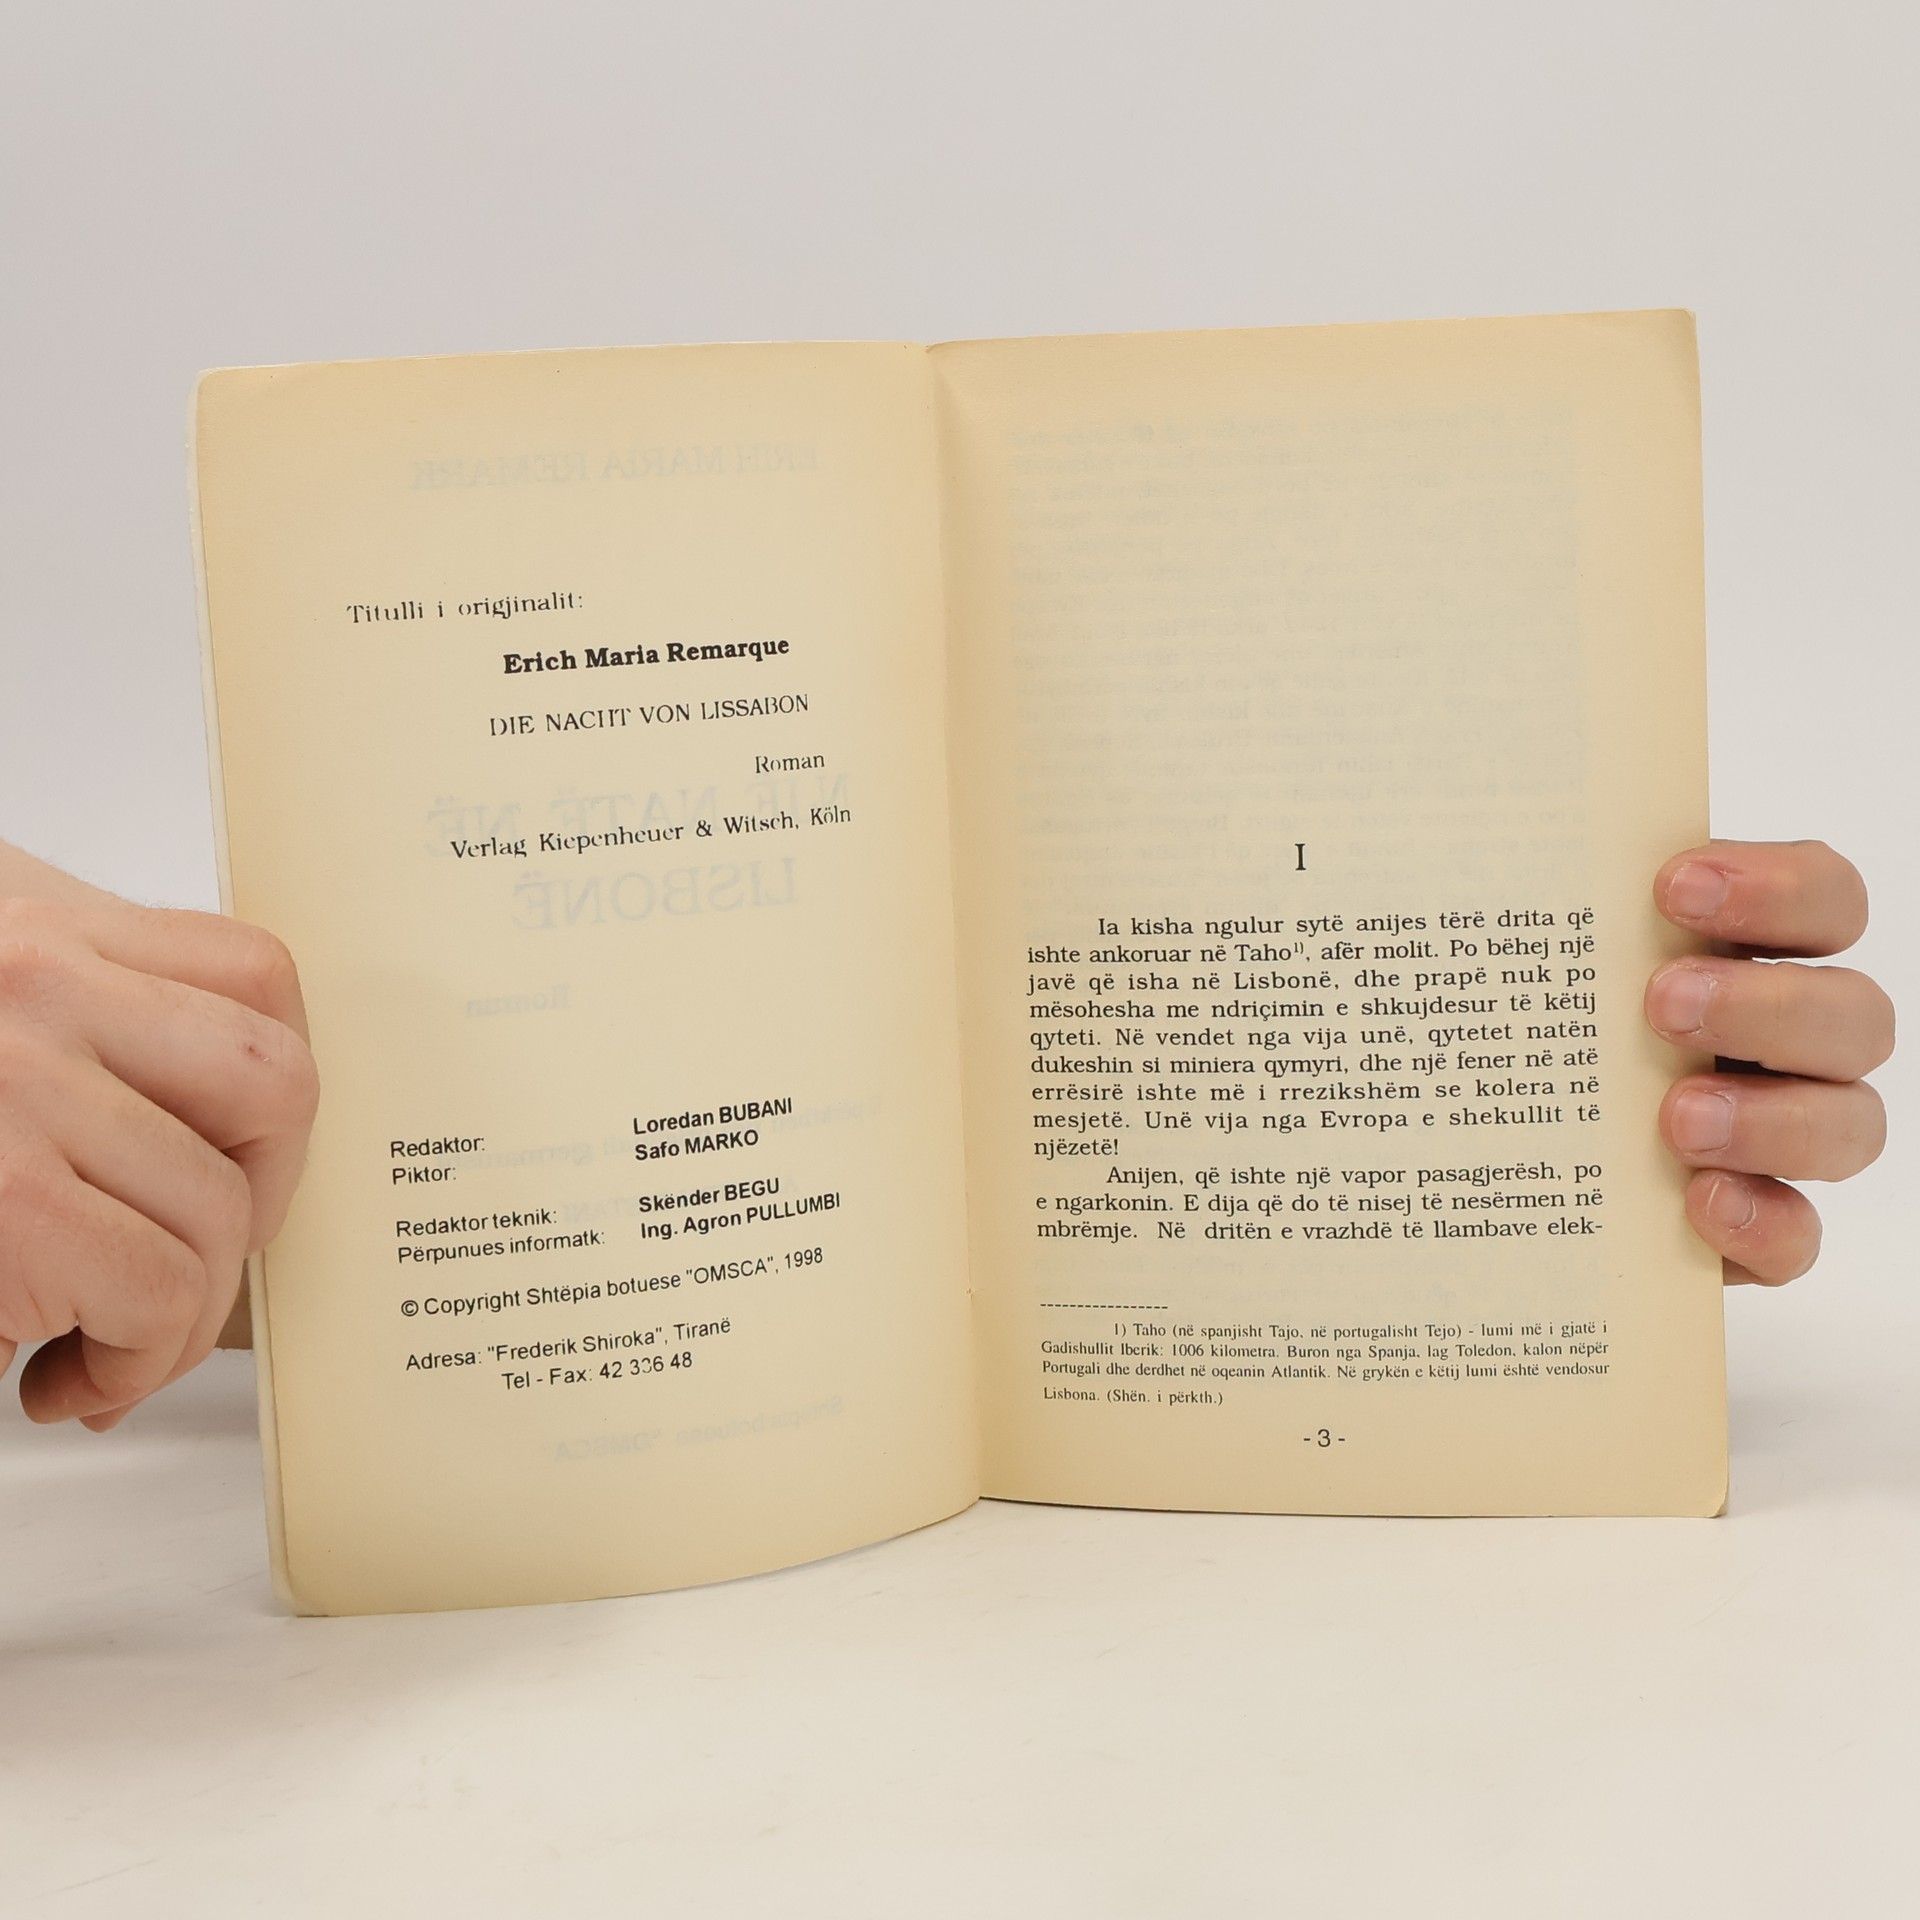 Titulli i origjinalit:
Erich Maria Remarque
DIE NACHT VON LISSABON
Roman
Verlag Kiepenheuer & Witsch, Köln
Redaktor: Loredan BUBANI
Piktor: Safo MARKO
Redaktor teknik: Skënder BEGU
Përpunues informatk: Ing. Agron PULLUMBI
© Copyright Shtëpia botuese "OMSCA", 1998
Adresa: "Frederik Shiroka", Tiranë
Tel - Fax: 42 336 48
I
Ia kisha ngulur sytë anijes tërë drita që
ishte ankoruar në Taho¹⁾, afër molit. Po bëhej një
javë që isha në Lisbonë, dhe prapë nuk po
mësohesha me ndriçimin e shkujdesur të këtij
qyteti. Në vendet nga vija unë, qytetet natën
dukeshin si miniera qymyri, dhe një fener në atë
errësirë ishte më i rrezikshëm se kolera në
mesjetë. Unë vija nga Evropa e shekullit të
njëzetë!
Anijen, që ishte një vapor pasagjerësh, po
e ngarkonin. E dija që do të nisej të nesërmen në
mbrëmje. Në dritën e vrazhdë të llambave elek-
-----------------
1) Taho (në spanjisht Tajo, në portugalisht Tejo) - lumi më i gjatë i
Gadishullit Iberik: 1006 kilometra. Buron nga Spanja, lag Toledon, kalon nëpër
Portugali dhe derdhet në oqeanin Atlantik. Në grykën e këtij lumi është vendosur
Lisbona. (Shën. i përkth.)
- 3 -